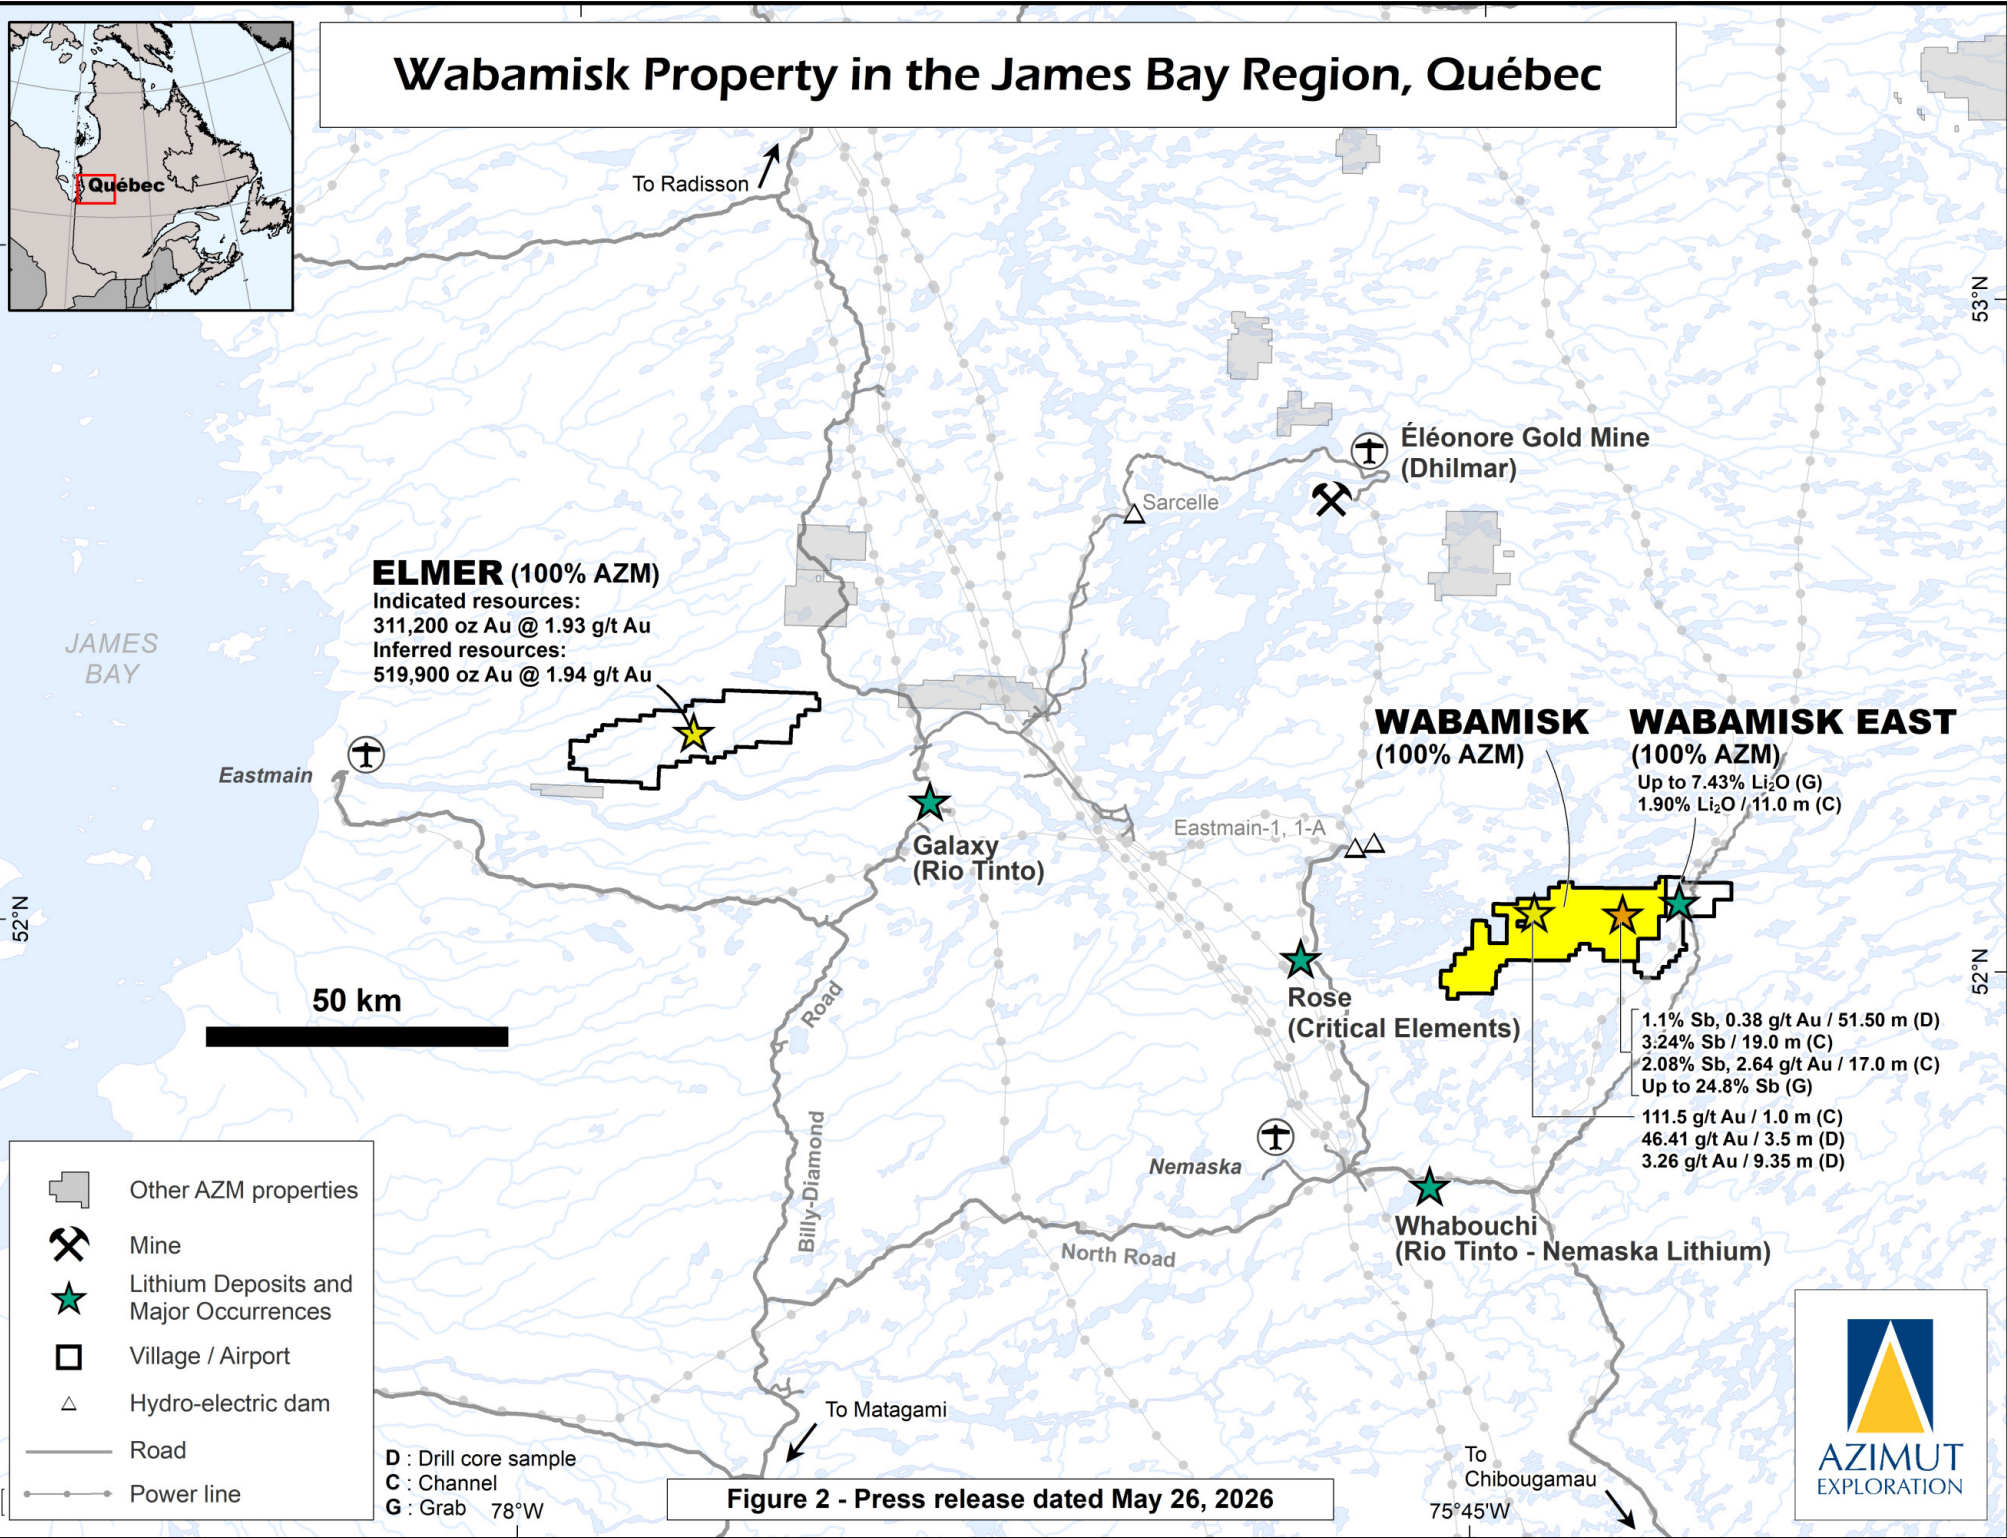 Wabamisk Property in the James Bay Region, Québec
Québec
To Radisson
53°N
Éléonore Gold Mine
(Dhilmar)
Sarcelle
ELMER (100% AZM)
Indicated resources:
311,200 oz Au @ 1.93 g/t Au
Inferred resources:
519,900 oz Au @ 1.94 g/t Au
JAMES
BAY
WABAMISK
(100% AZM)
WABAMISK EAST
(100% AZM)
Up to 7.43% Li₂O (G)
1.90% Li₂O / 11.0 m (C)
Eastmain
Galaxy
(Rio Tinto)
Eastmain-1, 1-A
52°N
52°N
50 km
Road
Rose
(Critical Elements)
1.1% Sb, 0.38 g/t Au / 51.50 m (D)
3.24% Sb / 19.0 m (C)
2.08% Sb, 2.64 g/t Au / 17.0 m (C)
Up to 24.8% Sb (G)
111.5 g/t Au / 1.0 m (C)
46.41 g/t Au / 3.5 m (D)
3.26 g/t Au / 9.35 m (D)
Billy-Diamond
Nemaska
Whabouchi
(Rio Tinto - Nemaska Lithium)
North Road
Other AZM properties
Mine
Lithium Deposits and
Major Occurrences
Village / Airport
Hydro-electric dam
Road
Power line
D : Drill core sample
C : Channel
G : Grab
78°W
To Matagami
Figure 2 - Press release dated May 26, 2026
To
Chibougamau
75°45'W
AZIMUT
EXPLORATION